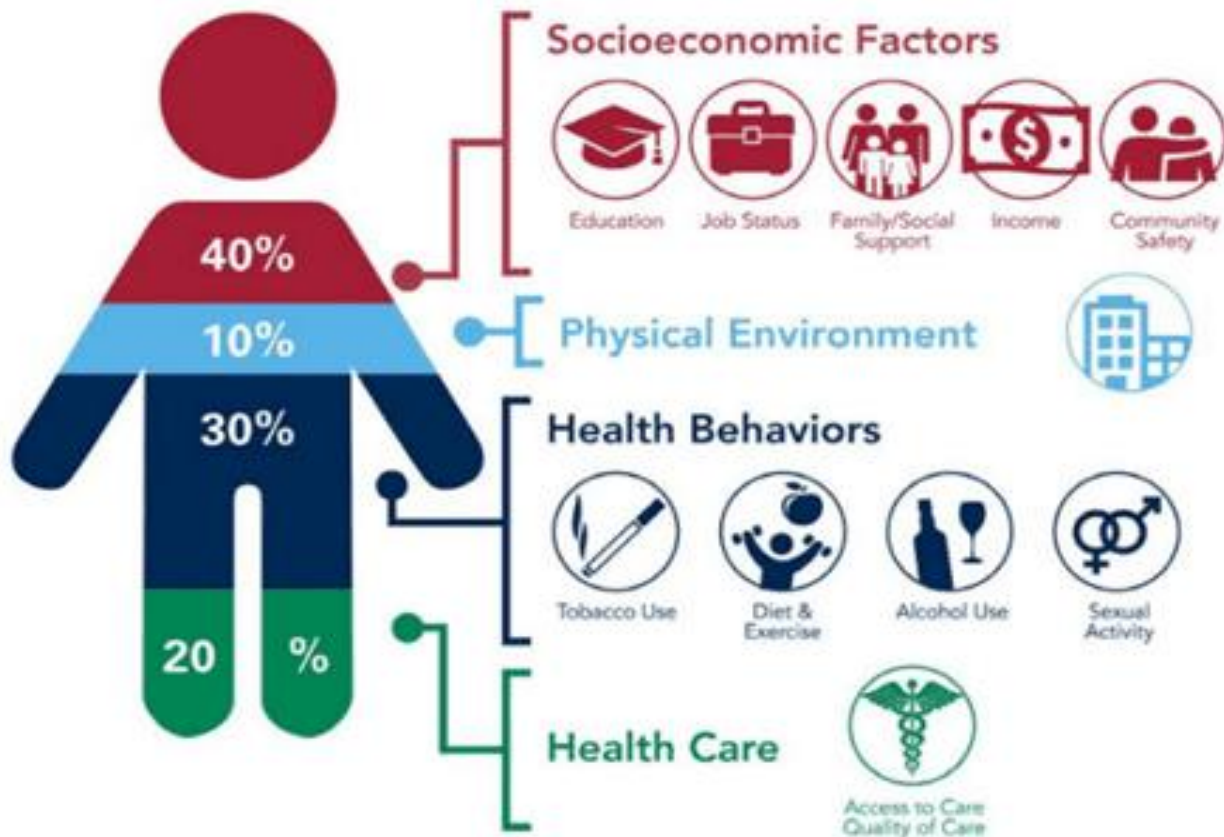 Socioeconomic Factors
$
Education
Job Status
Family/Social
Support
Income
Community
Safety
40%
10%
Physical Environment
30%
Health Behaviors
Tobacco Use
Diet &
Exercise
Alcohol Use
Sexual
Activity
20 %
Health Care
Access to Care
Quality of Care